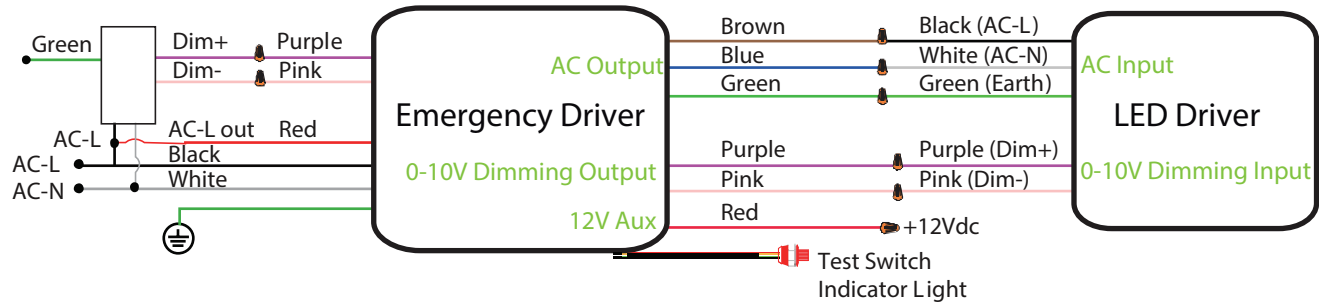 Green
Dim+ Purple
Dim- Pink
AC-L
AC-L out Red
AC-L
Black
AC-N
White
AC Output
Emergency Driver
0-10V Dimming Output
12V Aux
Brown Black (AC-L)
Blue White (AC-N)
Green Green (Earth)
Purple Purple (Dim+)
Pink Pink (Dim-)
Red +12Vdc
Test Switch
Indicator Light
AC Input
LED Driver
0-10V Dimming Input